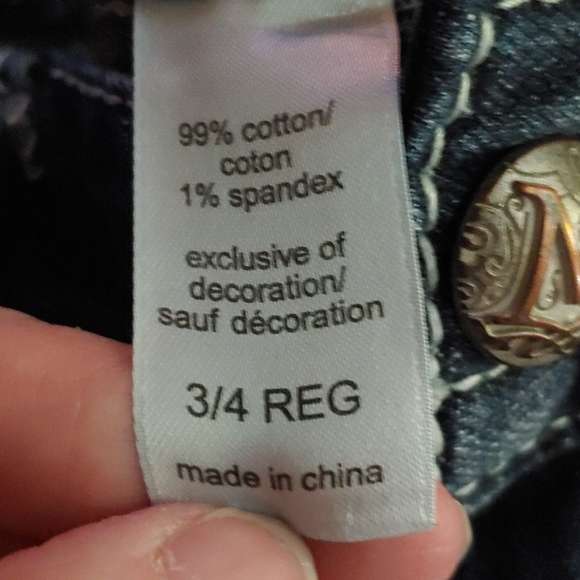 99% cotton/
coton
1% spandex
exclusive of
decoration/
sauf décoration
3/4 REG
made in china